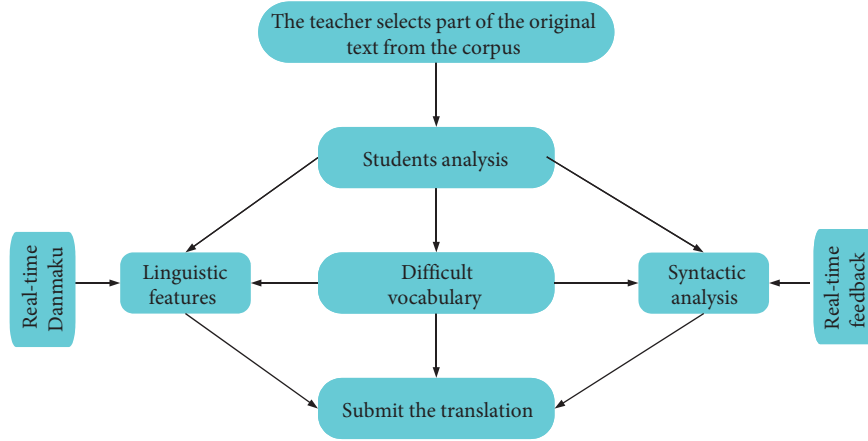 The teacher selects part of the original
text from the corpus
Students analysis
Real-time
Danmaku
Linguistic
features
Difficult
vocabulary
Syntactic
analysis
Real-time
feedback
Submit the translation